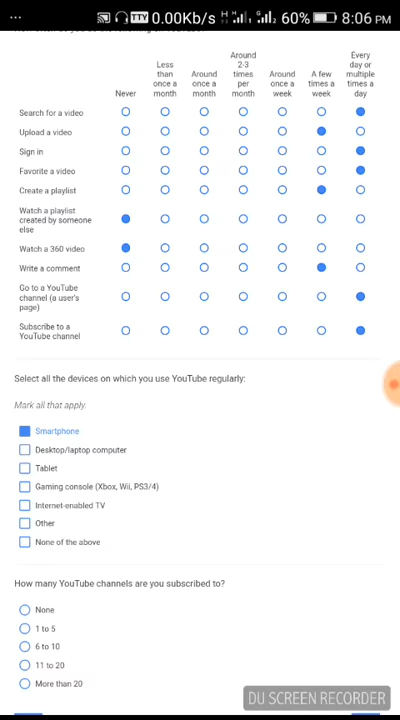 ... TTY 0.00Kb/s H H 1 G 2 60% 8:06 PM
Never
Less than once a month
Around once a month
Around 2-3 times per month
Around once a week
A few times a week
Every day or multiple times a day
Search for a video
Upload a video
Sign in
Favorite a video
Create a playlist
Watch a playlist
created by someone
else
Watch a 360 video
Write a comment
Go to a YouTube
channel (a user's
page)
Subscribe to a
YouTube channel
Select all the devices on which you use YouTube regularly:
Mark all that apply.
Smartphone
Desktop/laptop computer
Tablet
Gaming console (Xbox, Wii, PS3/4)
Internet-enabled TV
Other
None of the above
How many YouTube channels are you subscribed to?
None
1 to 5
6 to 10
11 to 20
More than 20
DU SCREEN RECORDER